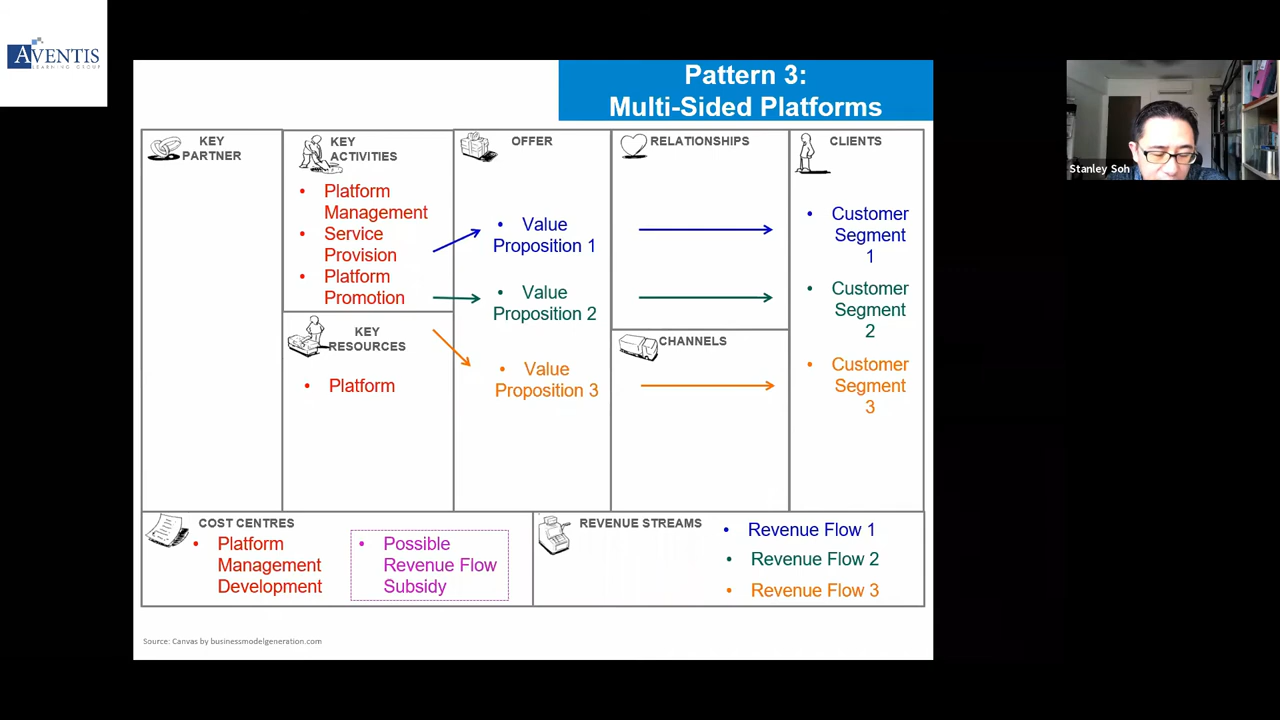 AVENTIS
LEARNING GROUP
Pattern 3:
Multi-Sided Platforms
Stanley Soh
KEY
PARTNER
KEY
ACTIVITIES
• Platform
Management
• Service
Provision
• Platform
Promotion
KEY
RESOURCES
• Platform
OFFER
• Value
Proposition 1
• Value
Proposition 2
• Value
Proposition 3
RELATIONSHIPS
CHANNELS
CLIENTS
• Customer
Segment
1
• Customer
Segment
2
• Customer
Segment
3
COST CENTRES
• Platform
Management
Development
• Possible
Revenue Flow
Subsidy
REVENUE STREAMS
• Revenue Flow 1
• Revenue Flow 2
• Revenue Flow 3
Source: Canvas by businessmodelgeneration.com